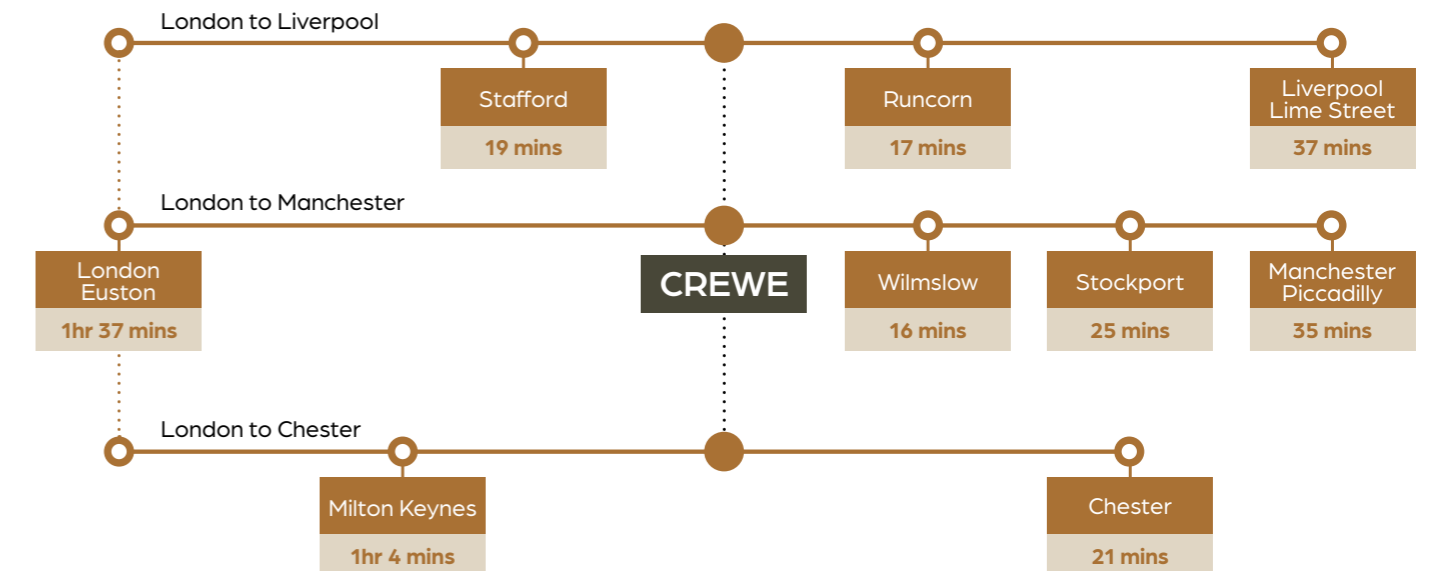 London to Liverpool
Stafford
19 mins
Runcorn
17 mins
Liverpool
Lime Street
37 mins
London to Manchester
London
Euston
1hr 37 mins
CREWE
Wilmslow
16 mins
Stockport
25 mins
Manchester
Piccadilly
35 mins
London to Chester
Milton Keynes
1hr 4 mins
Chester
21 mins